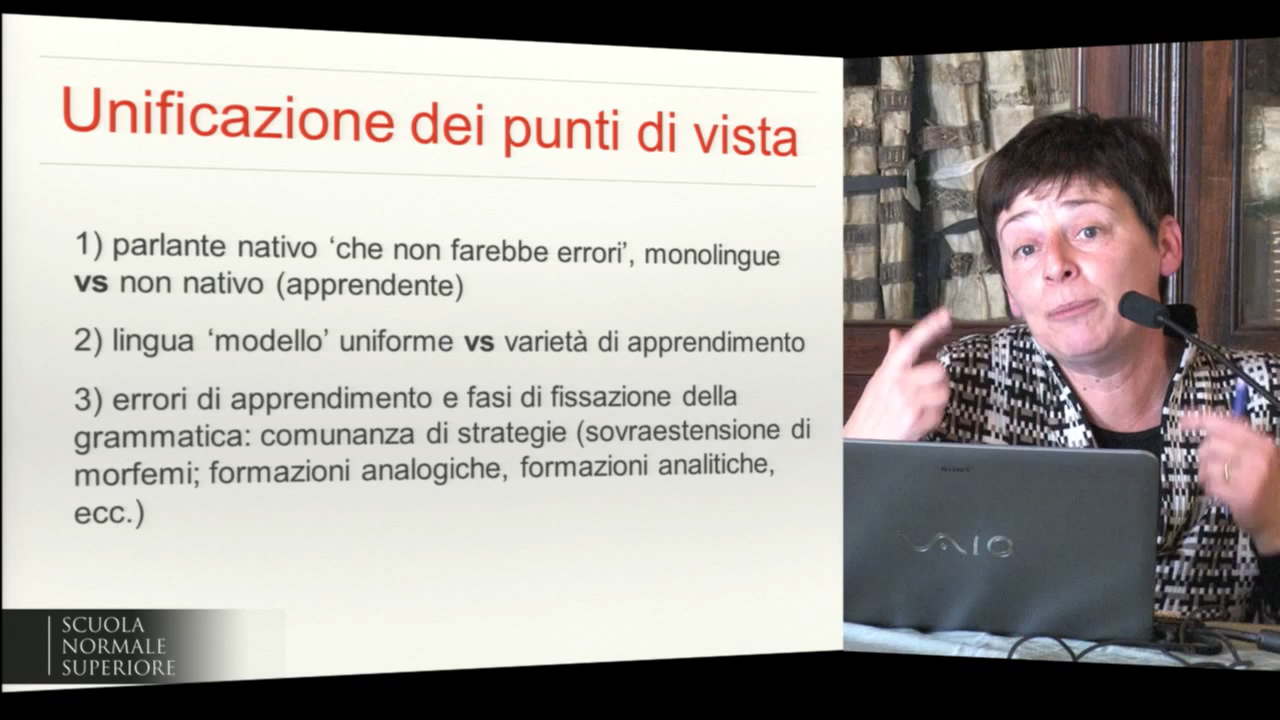 Unificazione dei punti di vista
1) parlante nativo ‘che non farebbe errori’, monolingue
vs non nativo (apprendente)
2) lingua ‘modello’ uniforme vs varietà di apprendimento
3) errori di apprendimento e fasi di fissazione della
grammatica: comunanza di strategie (sovraestensione di
morfemi; formazioni analogiche, formazioni analitiche,
ecc.)
SCUOLA
NORMALE
SUPERIORE
SONY
VAIO